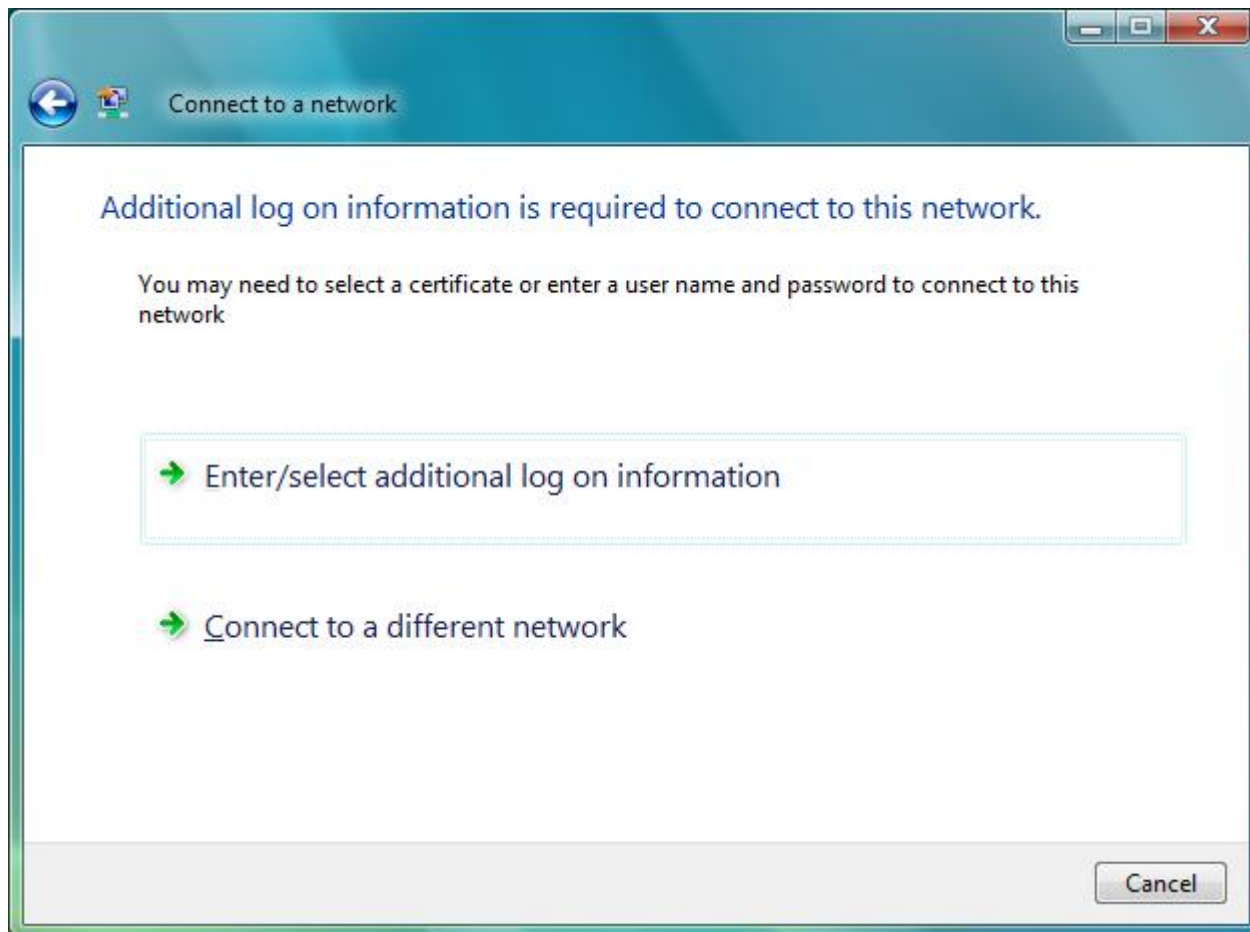 Connect to a network
Additional log on information is required to connect to this network.
You may need to select a certificate or enter a user name and password to connect to this
network
Enter/select additional log on information
Connect to a different network
Cancel